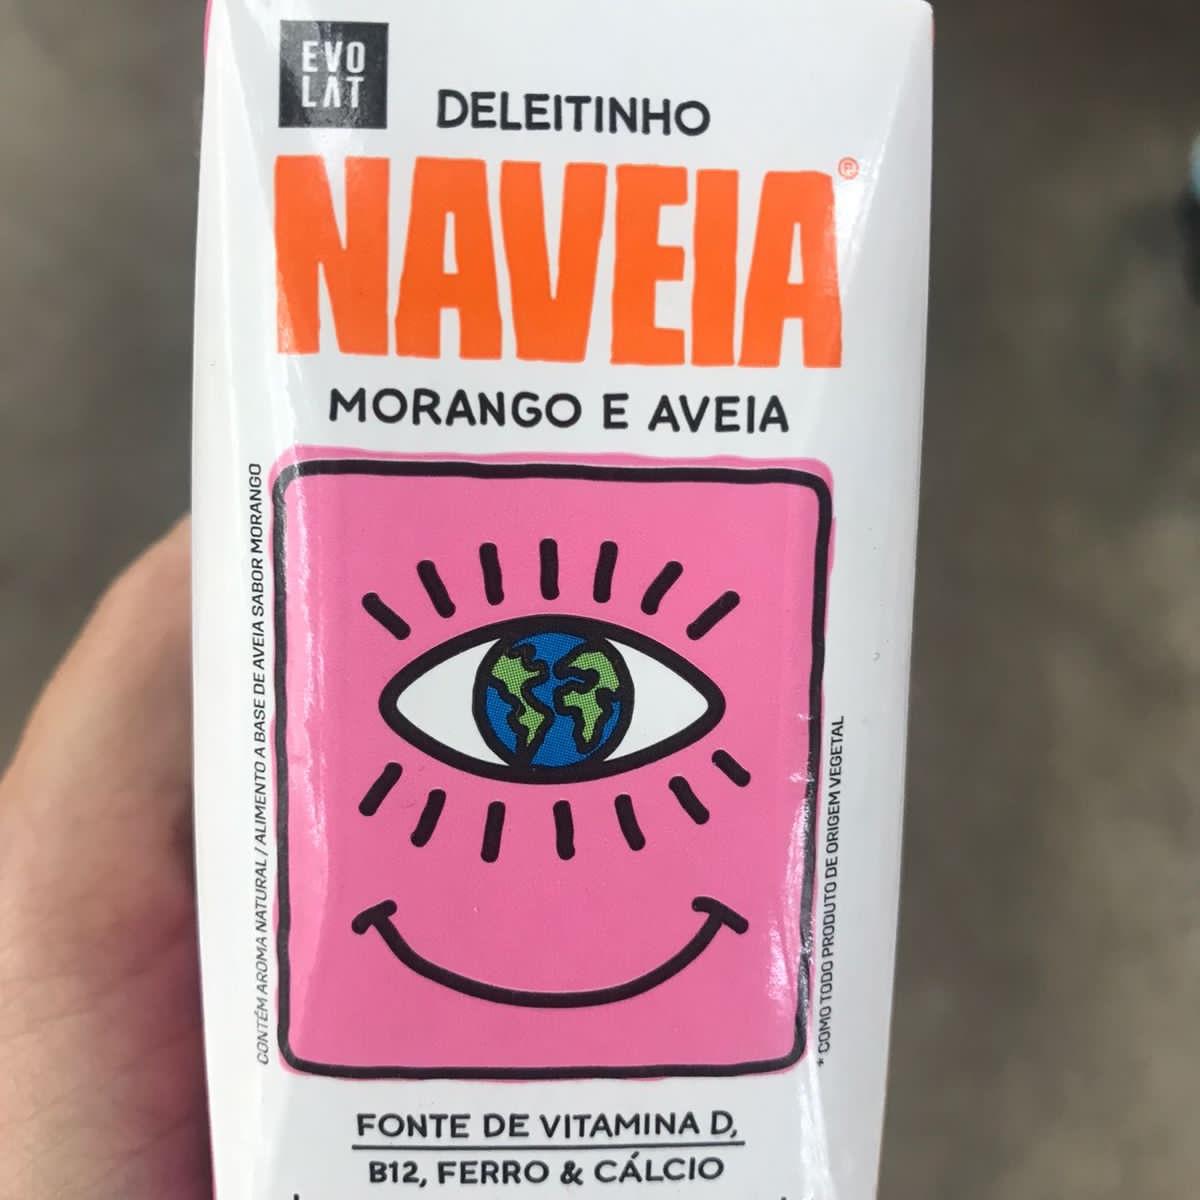 EVO
LAT
DELEITINHO
NAVEIA®
MORANGO E AVEIA
CONTÉM AROMA NATURAL / ALIMENTO A BASE DE AVEIA SABOR MORANGO
* COMO TODO PRODUTO DE ORIGEM VEGETAL
FONTE DE VITAMINA D,
B12, FERRO & CÁLCIO